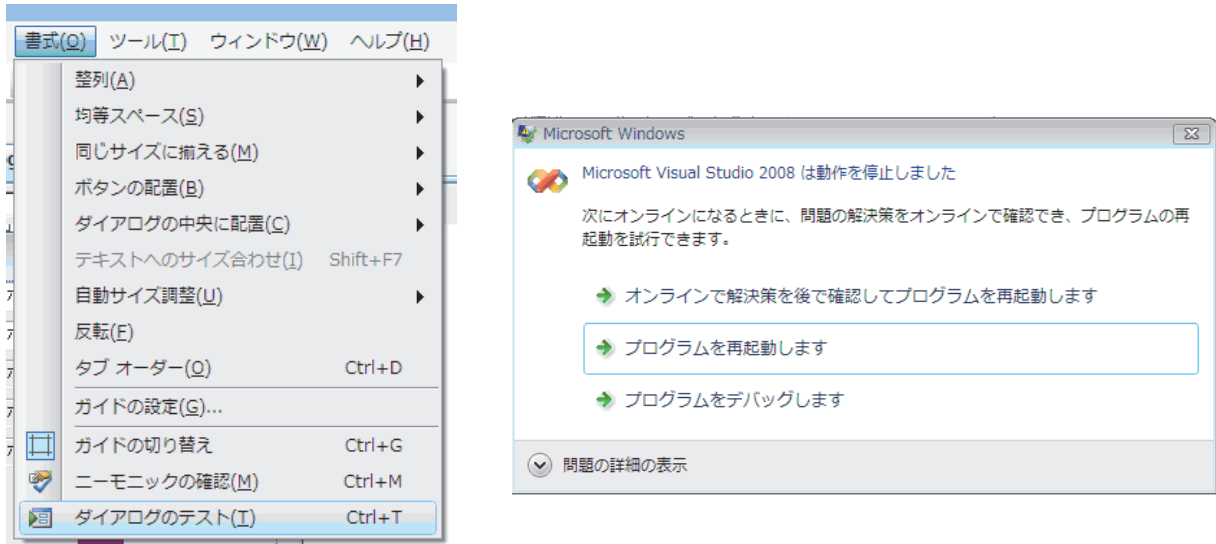 書式(O) ツール(T) ウィンドウ(W) ヘルプ(H)
整列(A)
均等スペース(S)
同じサイズに揃える(M)
ボタンの配置(B)
ダイアログの中央に配置(C)
テキストへのサイズ合わせ(I) Shift+F7
自動サイズ調整(U)
反転(F)
タブ オーダー(O) Ctrl+D
ガイドの設定(G)...
ガイドの切り替え Ctrl+G
ニーモニックの確認(M) Ctrl+M
ダイアログのテスト(T) Ctrl+T
Microsoft Windows
Microsoft Visual Studio 2008 は動作を停止しました
次にオンラインになるときに、問題の解決策をオンラインで確認でき、プログラムの再
起動を試行できます。
オンラインで解決策を後で確認してプログラムを再起動します
プログラムを再起動します
プログラムをデバッグします
問題の詳細の表示